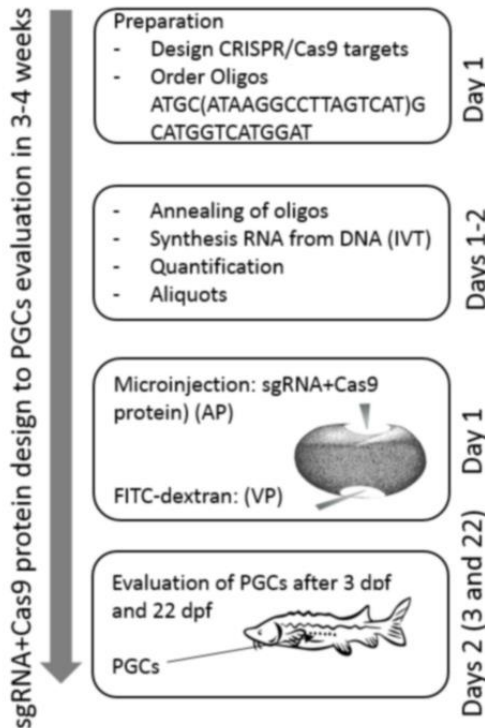 sgRNA+Cas9 protein design to PGCs evaluation in 3-4 weeks
Preparation
- Design CRISPR/Cas9 targets
- Order Oligos
ATGC(ATAAGGCCTTAGTCAT)G
CATGGTCATGGAT
Day 1
- Annealing of oligos
- Synthesis RNA from DNA (IVT)
- Quantification
- Aliquots
Days 1-2
Microinjection: sgRNA+Cas9
protein) (AP)
FITC-dextran: (VP)
Day 1
Evaluation of PGCs after 3 dpf
and 22 dpf
PGCs
Days 2 (3 and 22)